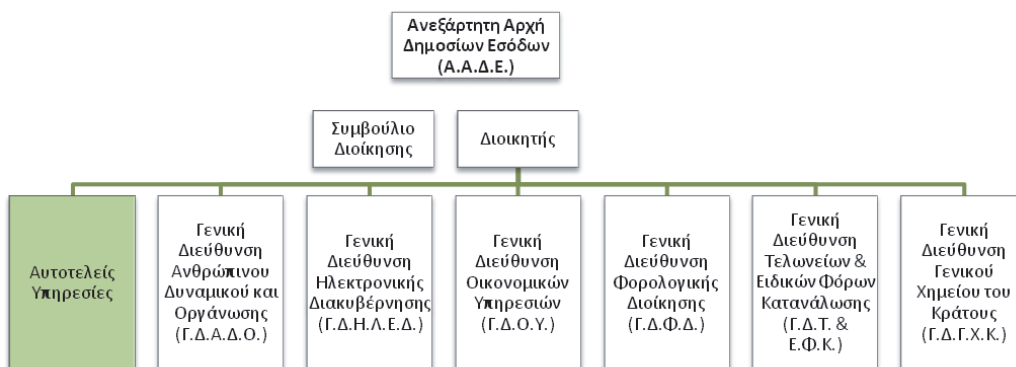 Ανεξάρτητη Αρχή
Δημοσίων Εσόδων
(Α.Α.Δ.Ε.)
Συμβούλιο
Διοίκησης
Διοικητής
Αυτοτελείς
Υπηρεσίες
Γενική
Διεύθυνση
Ανθρώπινου
Δυναμικού και
Οργάνωσης
(Γ.Δ.Α.Δ.Ο.)
Γενική
Διεύθυνση
Ηλεκτρονικής
Διακυβέρνησης
(Γ.Δ.Η.Λ.Ε.Δ.)
Γενική
Διεύθυνση
Οικονομικών
Υπηρεσιών
(Γ.Δ.Ο.Υ.)
Γενική
Διεύθυνση
Φορολογικής
Διοίκησης
(Γ.Δ.Φ.Δ.)
Γενική
Διεύθυνση
Τελωνείων &
Ειδικών Φόρων
Κατανάλωσης
(Γ.Δ.Τ. &
Ε.Φ.Κ.)
Γενική
Διεύθυνση
Γενικού
Χημείου του
Κράτους
(Γ.Δ.Γ.Χ.Κ.)